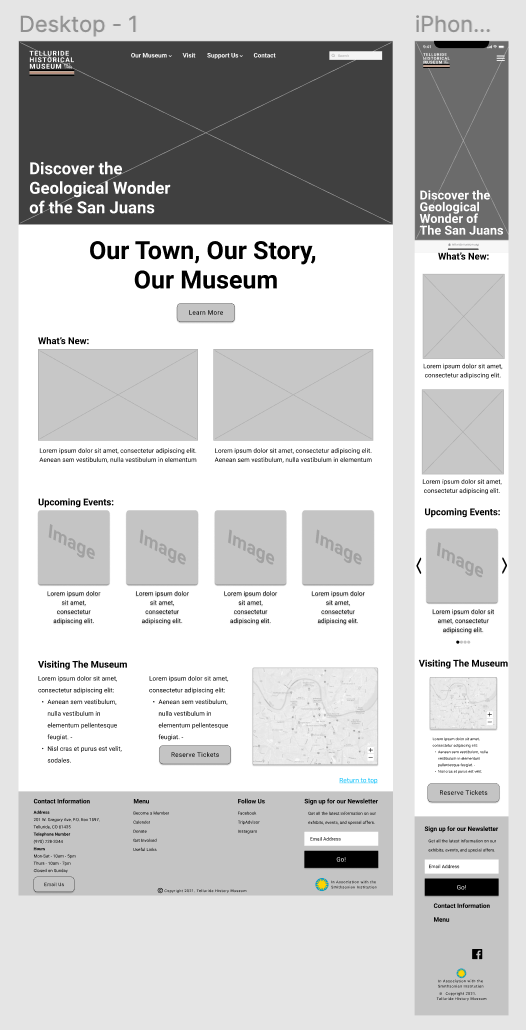 Desktop - 1
TELLURIDE
HISTORICAL
MUSEUM
Our Museum
Visit
Support Us
Contact
Search
Discover the
Geological Wonder
of the San Juans
Our Town, Our Story,
Our Museum
Learn More
What's New:
Lorem ipsum dolor sit amet, consectetur adipiscing elit.
Aenean sem vestibulum, nulla vestibulum in elementum
Lorem ipsum dolor sit amet, consectetur adipiscing elit.
Aenean sem vestibulum, nulla vestibulum in elementum
Upcoming Events:
Image
Lorem ipsum dolor
sit amet,
consectetur
adipiscing elit.
Image
Lorem ipsum dolor
sit amet,
consectetur
adipiscing elit.
Image
Lorem ipsum dolor
sit amet,
consectetur
adipiscing elit.
Image
Lorem ipsum dolor
sit amet,
consectetur
adipiscing elit.
Visiting The Museum
Lorem ipsum dolor sit amet,
consectetur adipiscing elit:
• Aenean sem vestibulum,
nulla vestibulum in
elementum pellentesque
feugiat. -
• Nisl cras et purus est velit,
sodales.
Lorem ipsum dolor sit amet,
consectetur adipiscing elit:
• Aenean sem vestibulum,
nulla vestibulum in
elementum pellentesque
feugiat. -
Reserve Tickets
+
−
Return to top
Contact Information
Address
201 W. Gregory Ave, P.O. Box 1597,
Telluride, CO 81435
Telephone Number
(970) 728-3344
Hours
Mon-Sat - 10am - 5pm
Thurs - 10am - 6pm
Closed on Sunday
Email Us
Menu
Become a Member
Calendar
Donate
Get Involved
Useful Links
Follow Us
Facebook
TripAdvisor
Instagram
Sign up for our Newsletter
Get all the latest information on our
exhibits, events, and special offers.
Email Address
Go!
In Association with the
Smithsonian Institution
© Copyright 2021. Telluride History Museum
iPhon...
9:41
TELLURIDE
HISTORICAL
MUSEUM
Discover the
Geological
Wonder of
The San Juans
What's New:
Lorem ipsum dolor sit amet,
consectetur adipiscing elit.
Lorem ipsum dolor sit amet,
consectetur adipiscing elit.
Upcoming Events:
Image
Lorem ipsum dolor
sit amet,
consectetur
adipiscing elit.
Visiting The Museum
+
−
Lorem ipsum dolor sit amet,
consectetur adipiscing elit:
• Aenean sem vestibulum, nulla
vestibulum in elementum
pellentesque feugiat.
• Nisl cras et purus est velit.
Reserve Tickets
Sign up for our Newsletter
Get all the latest information on our
exhibits, events, and special offers.
Email Address
Go!
Contact Information
Menu
In Association with the
Smithsonian Institution
© Copyright 2021.
Telluride History Museum